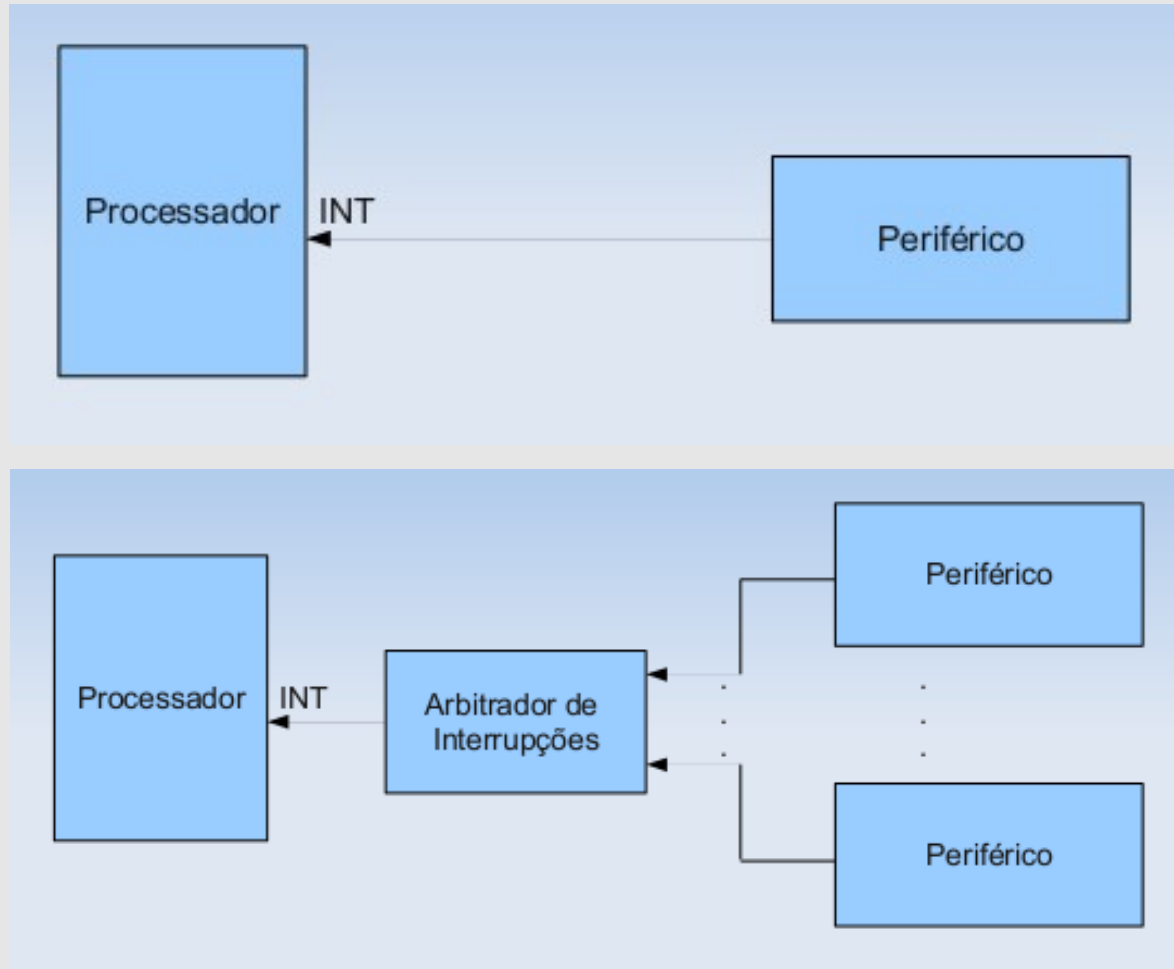 Processador
INT
Periférico
Periférico
Processador
INT
Arbitrador de
Interrupções
Periférico